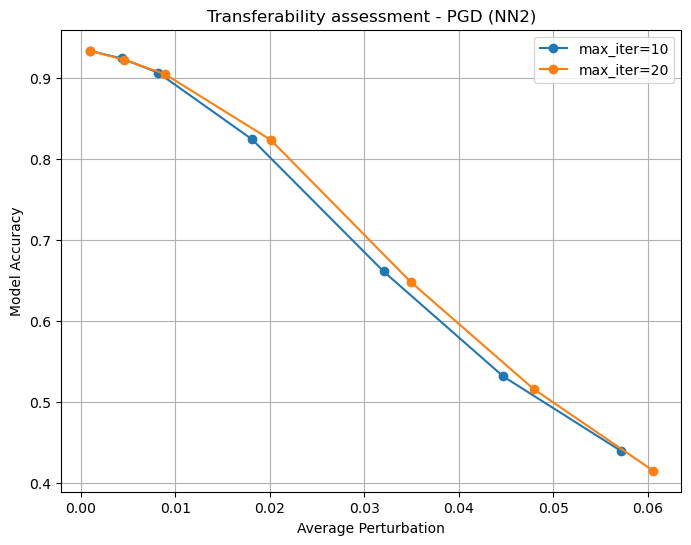 Transferability assessment - PGD (NN2)
max_iter=10
max_iter=20
Model Accuracy
0.9
0.8
0.7
0.6
0.5
0.4
0.00 0.01 0.02 0.03 0.04 0.05 0.06
Average Perturbation